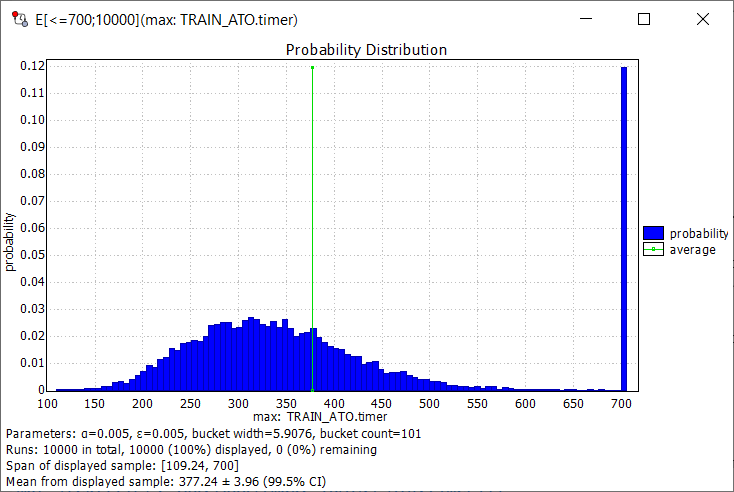 E[<=700;10000](max: TRAIN_ATO.timer)
Probability Distribution
0.12
0.11
0.10
0.09
0.08
0.07
0.06
0.05
0.04
0.03
0.02
0.01
0
probability
probability
average
100 150 200 250 300 350 400 450 500 550 600 650 700
max: TRAIN_ATO.timer
Parameters: α=0.005, ε=0.005, bucket width=5.9076, bucket count=101
Runs: 10000 in total, 10000 (100%) displayed, 0 (0%) remaining
Span of displayed sample: [109.24, 700]
Mean from displayed sample: 377.24 ± 3.96 (99.5% CI)